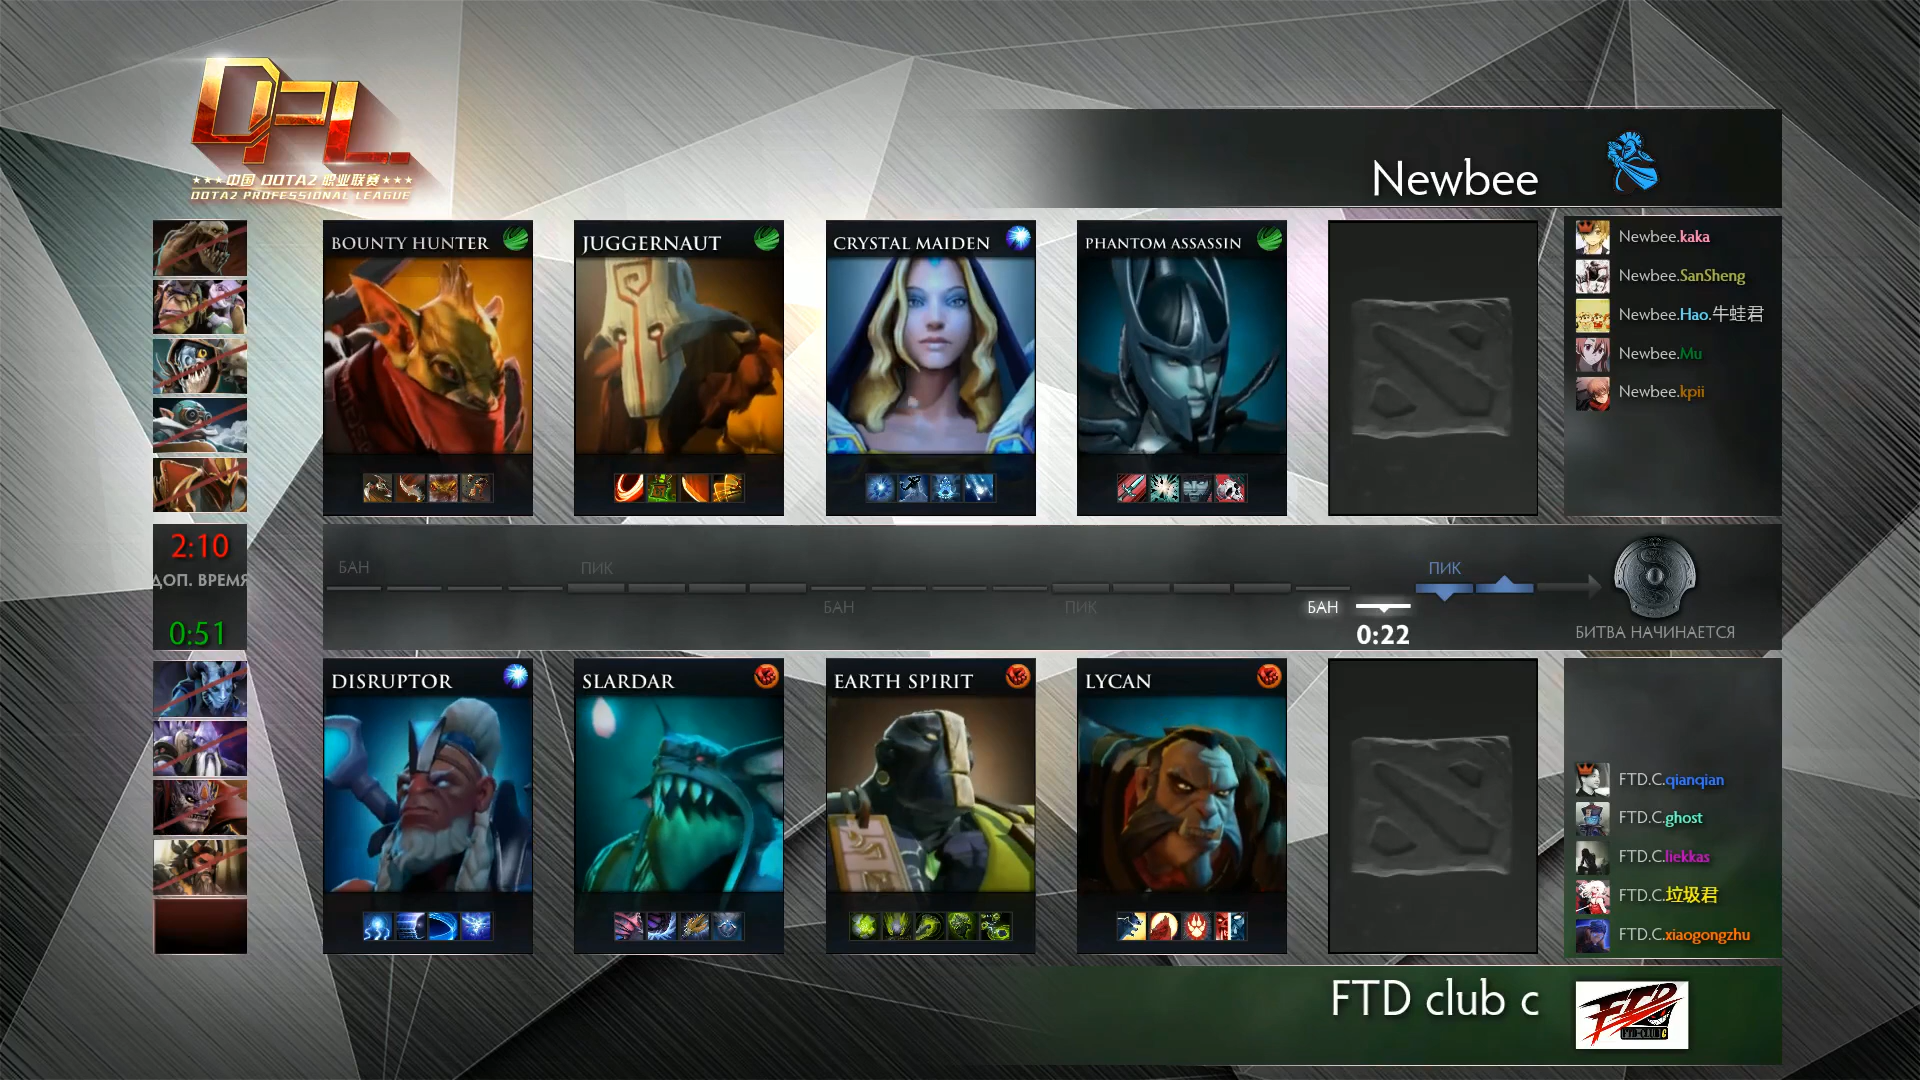 DPL
★★★中国 DOTA2 职业联赛★★★
DOTA2 PROFESSIONAL LEAGUE
Newbee
BOUNTY HUNTER
JUGGERNAUT
CRYSTAL MAIDEN
PHANTOM ASSASSIN
Newbee.kaka
Newbee.SanSheng
Newbee.Hao.牛蛙君
Newbee.Mu
Newbee.kpii
2:10
ДОП. ВРЕМЯ
0:51
БАН
ПИК
БАН
ПИК
БАН
0:22
ПИК
БИТВА НАЧИНАЕТСЯ
DISRUPTOR
SLARDAR
EARTH SPIRIT
LYCAN
FTD.C.qianqian
FTD.C.ghost
FTD.C.liekkas
FTD.C.垃圾君
FTD.C.xiaogongzhu
FTD club c
FTD
FTD·CLUB C